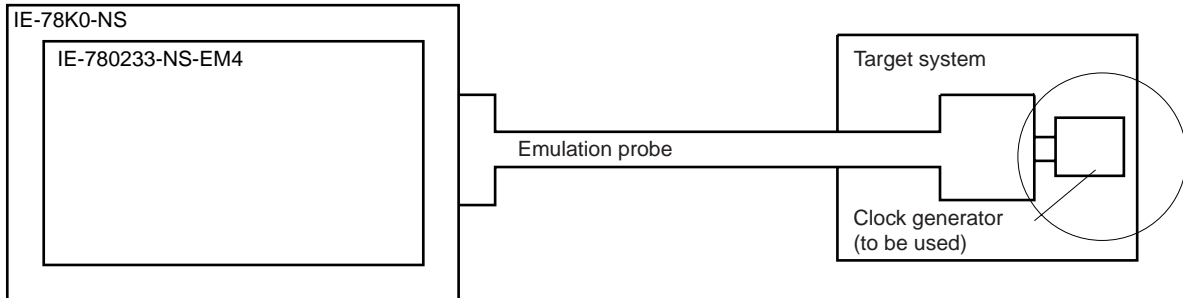 IE-78K0-NS
IE-780233-NS-EM4
Target system
Emulation probe
Clock generator
(to be used)